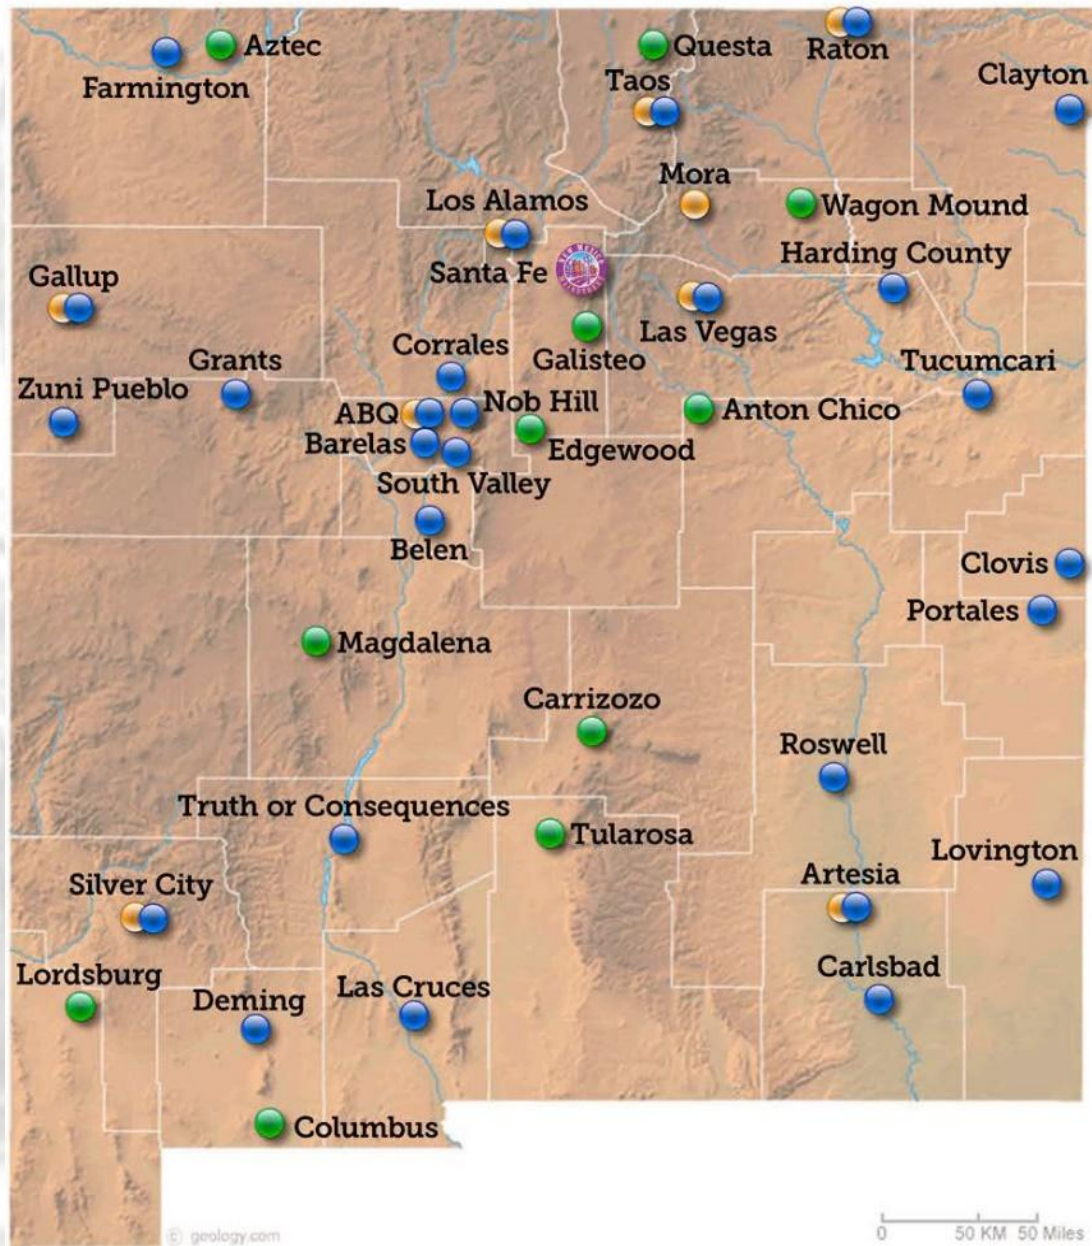 Aztec
Farmington
Questa
Taos
Raton
Clayton
Mora
Los Alamos
Wagon Mound
Santa Fe
NEW MEXICO
Harding County
Gallup
Las Vegas
Galisteo
Corrales
Grants
Tucumcari
Zuni Pueblo
ABQ
Nob Hill
Anton Chico
Barelas
Edgewood
South Valley
Belen
Clovis
Portales
Magdalena
Carrizozo
Roswell
Truth or Consequences
Tularosa
Lovington
Silver City
Artesia
Lordsburg
Deming
Las Cruces
Carlsbad
Columbus
© geology.com
0 50 KM 50 Miles